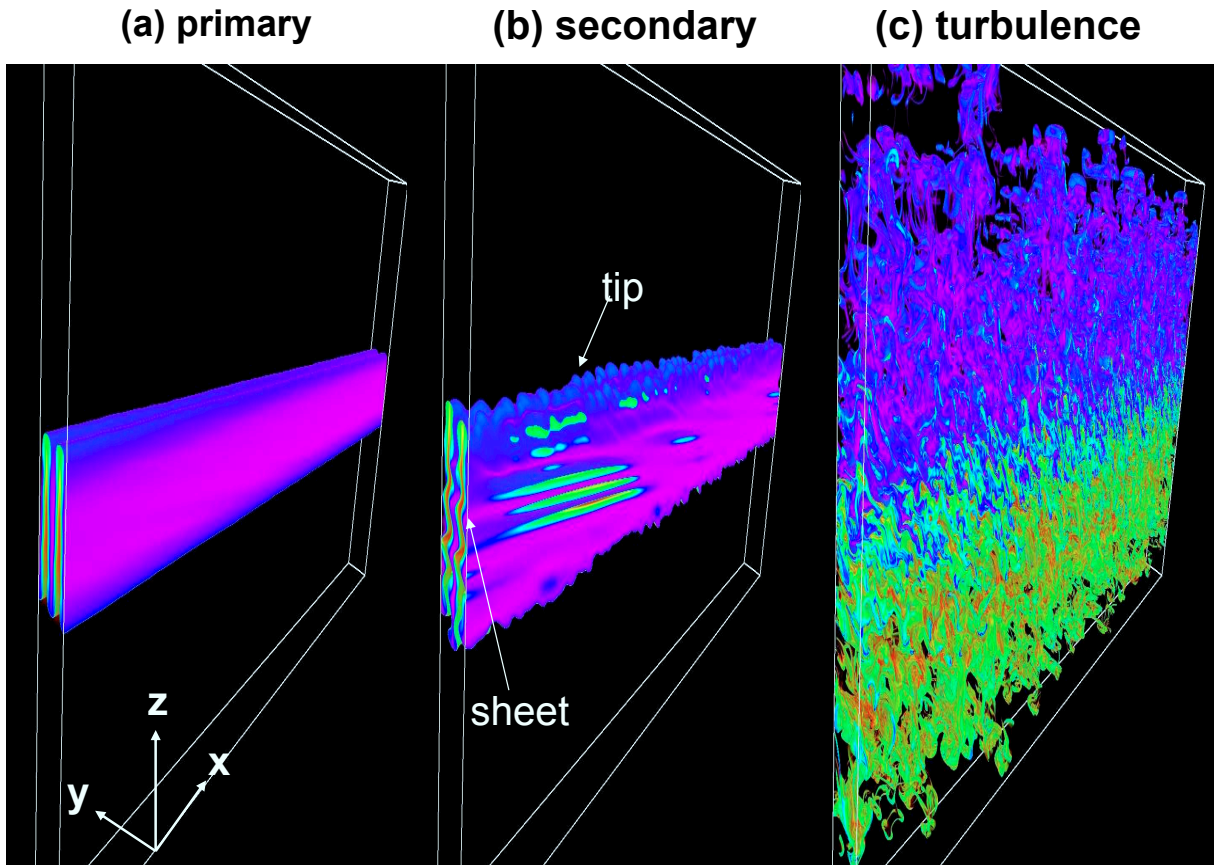 (a) primary
(b) secondary
(c) turbulence
tip
sheet
z
x
y